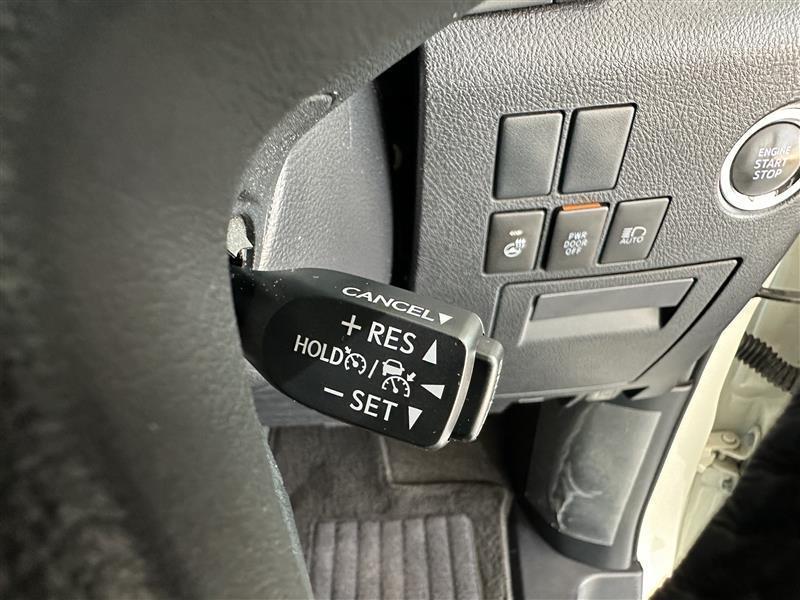 ENGINE
START
STOP
PWR
DOOR
OFF
AUTO
CANCEL▼
+ RES ▲
HOLD /
− SET ▼